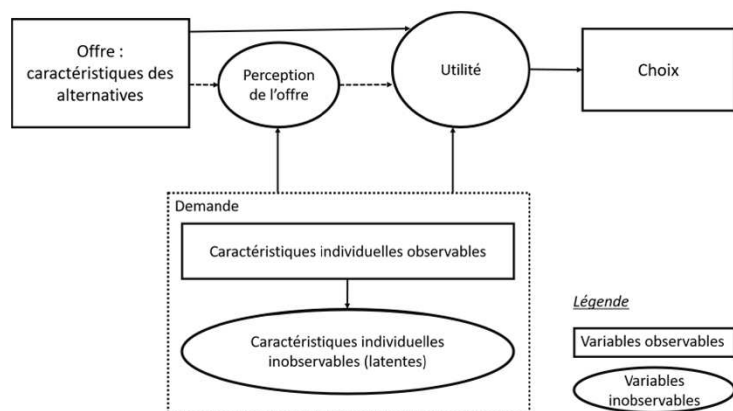 Offre :
caractéristiques des
alternatives
Perception
de l'offre
Utilité
Choix
Demande
Caractéristiques individuelles observables
Caractéristiques individuelles
inobservables (latentes)
Légende
Variables observables
Variables
inobservables